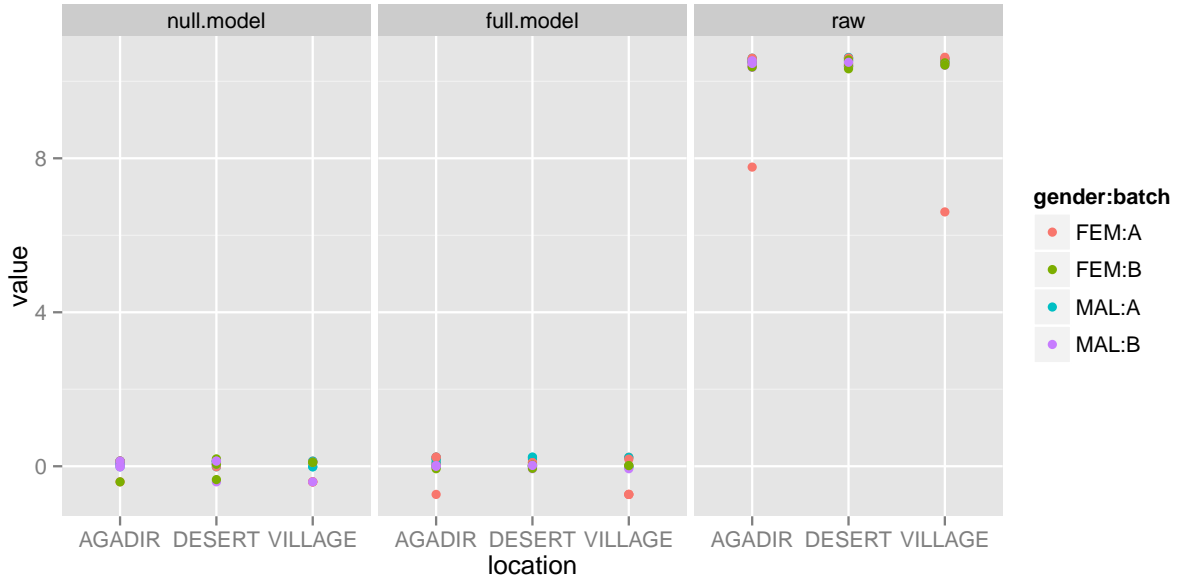 null.model
full.model
raw
8
4
0
value
AGADIR DESERT VILLAGE
AGADIR DESERT VILLAGE
AGADIR DESERT VILLAGE
location
gender:batch
FEM:A
FEM:B
MAL:A
MAL:B